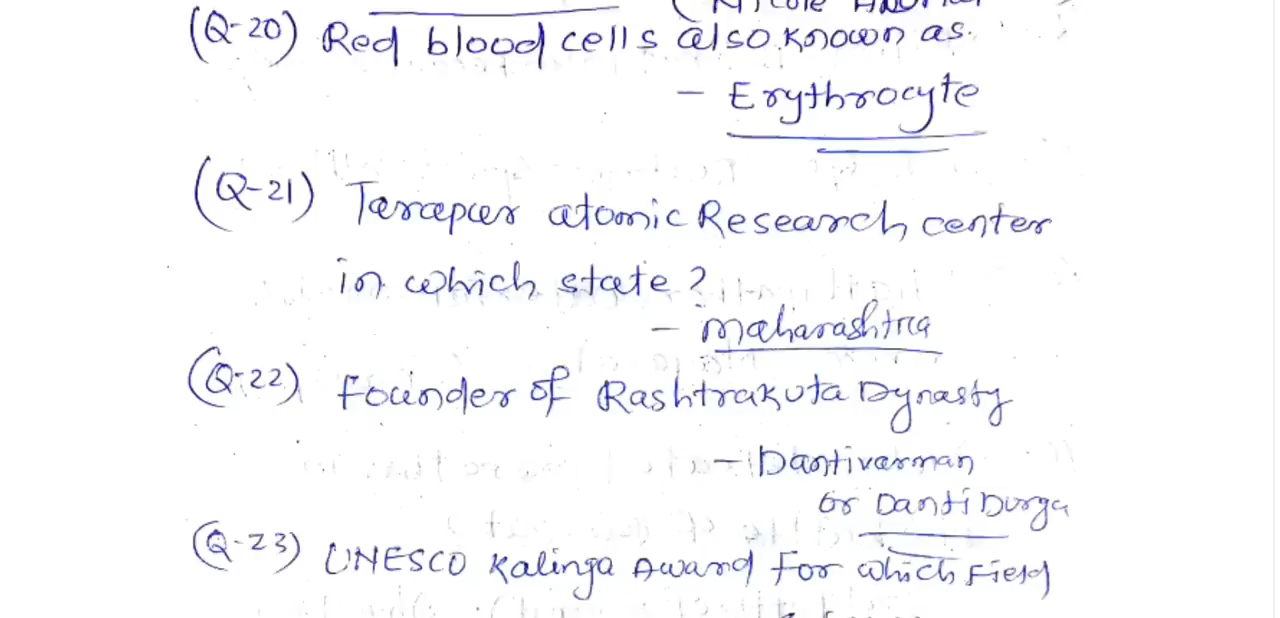 (Q-20) Red blood cells also known as.
- Erythrocyte
(Q-21) Tarapur atomic Research center
in which state?
- maharashtra
(Q-22) founder of Rashtrakuta Dynasty
- Dantivarman
or Danti Durga
(Q-23) UNESCO Kalinga Award For which Field